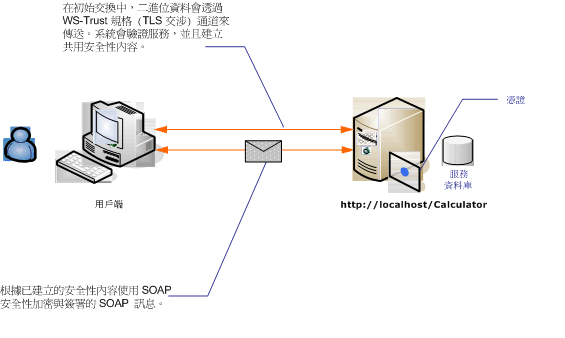 在初始交換中，二進位資料會透過
WS-Trust 規格 (TLS 交涉) 通道來
傳送。系統會驗證服務，並且建立
共用安全性內容。
憑證
服務
資料庫
用戶端
http://localhost/Calculator
根據已建立的安全性內容使用 SOAP
安全性加密與簽署的 SOAP 訊息。